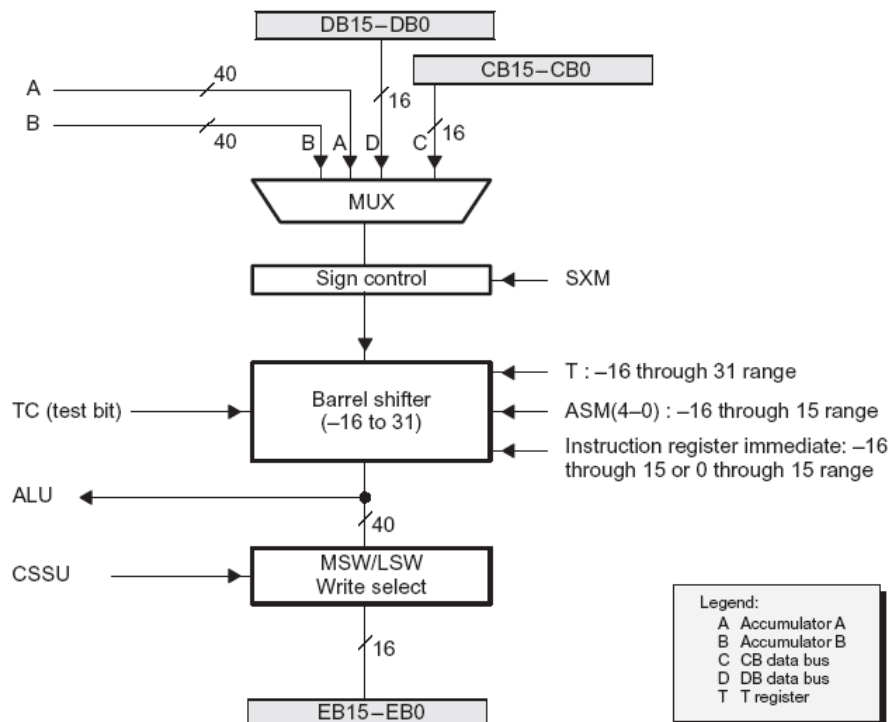 DB15–DB0
CB15–CB0
40
A
16
B
40
16
B A D C
MUX
Sign control
SXM
T : –16 through 31 range
Barrel shifter
(–16 to 31)
TC (test bit)
ASM(4–0) : –16 through 15 range
Instruction register immediate: –16
through 15 or 0 through 15 range
ALU
40
MSW/LSW
Write select
CSSU
16
EB15–EB0
Legend:
A Accumulator A
B Accumulator B
C CB data bus
D DB data bus
T T register